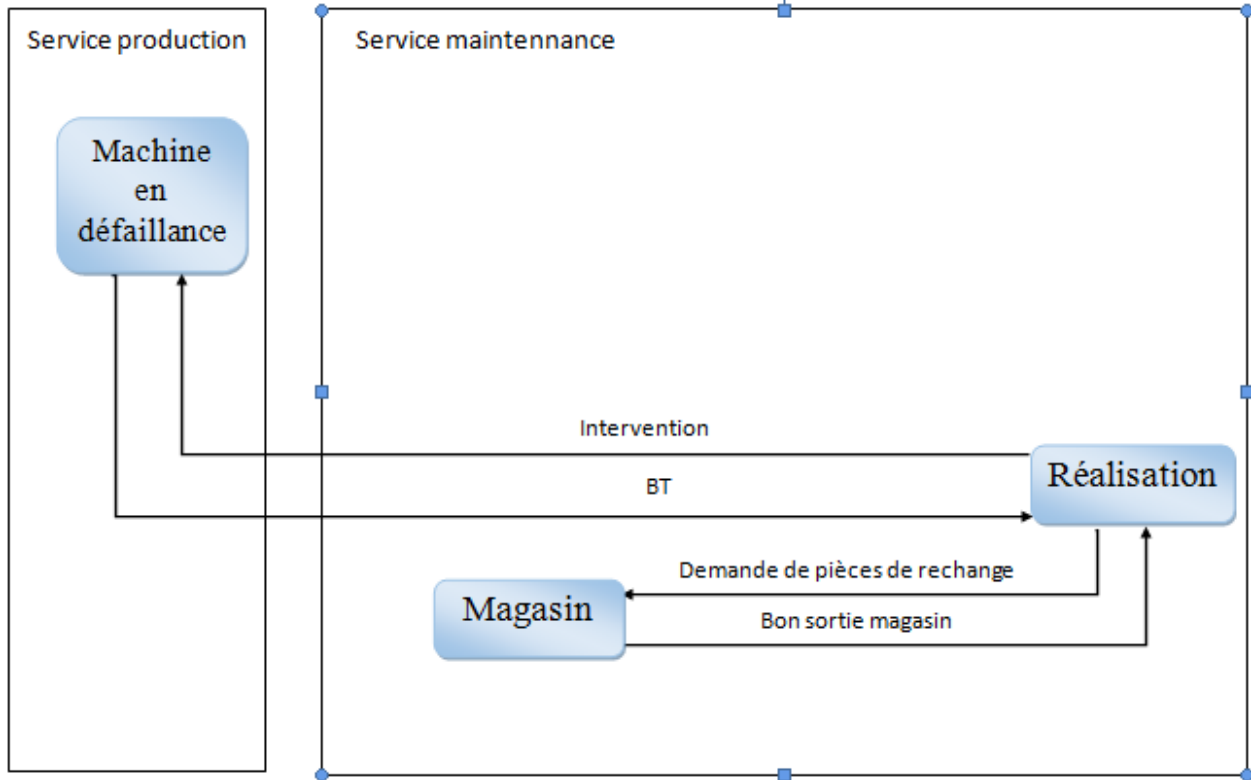 Service production
Service maintennance
Machine
en
défaillance
Intervention
Réalisation
BT
Demande de pièces de rechange
Magasin
Bon sortie magasin